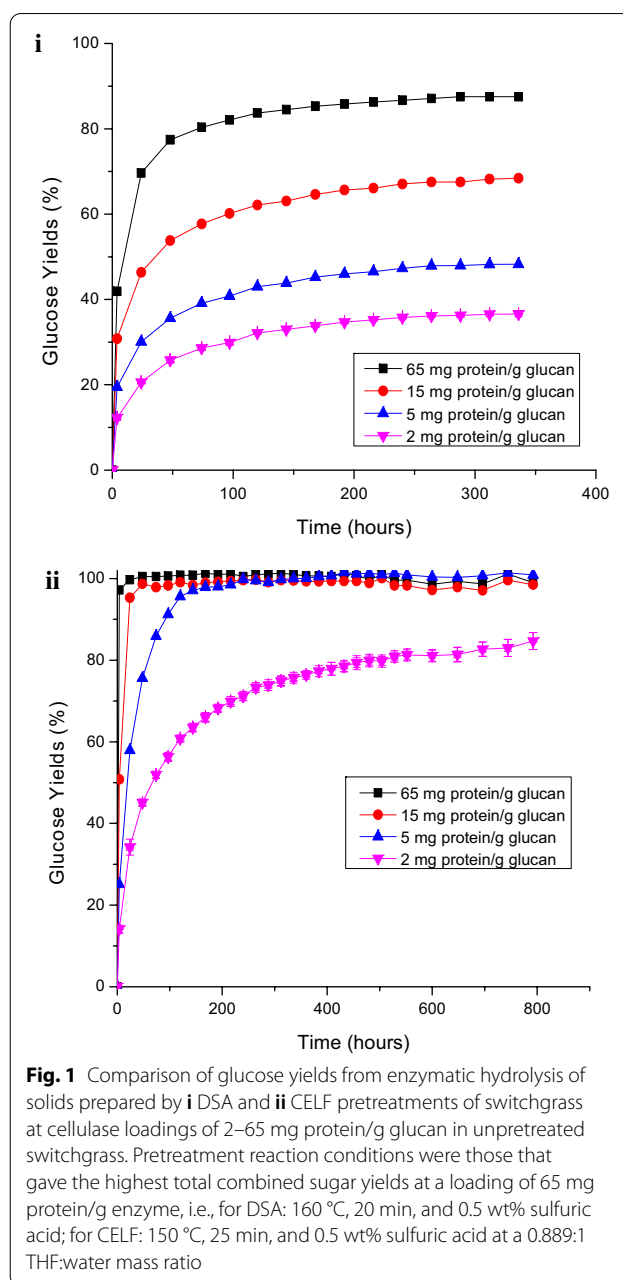 i
100
80
60
40
20
0
Glucose Yields (%)
65 mg protein/g glucan
15 mg protein/g glucan
5 mg protein/g glucan
2 mg protein/g glucan
0 100 200 300 400
Time (hours)
ii
100
80
60
40
20
0
Glucose Yields (%)
65 mg protein/g glucan
15 mg protein/g glucan
5 mg protein/g glucan
2 mg protein/g glucan
0 200 400 600 800
Time (hours)
Fig. 1 Comparison of glucose yields from enzymatic hydrolysis of
solids prepared by i DSA and ii CELF pretreatments of switchgrass
at cellulase loadings of 2–65 mg protein/g glucan in unpretreated
switchgrass. Pretreatment reaction conditions were those that
gave the highest total combined sugar yields at a loading of 65 mg
protein/g enzyme, i.e., for DSA: 160 °C, 20 min, and 0.5 wt% sulfuric
acid; for CELF: 150 °C, 25 min, and 0.5 wt% sulfuric acid at a 0.889:1
THF:water mass ratio